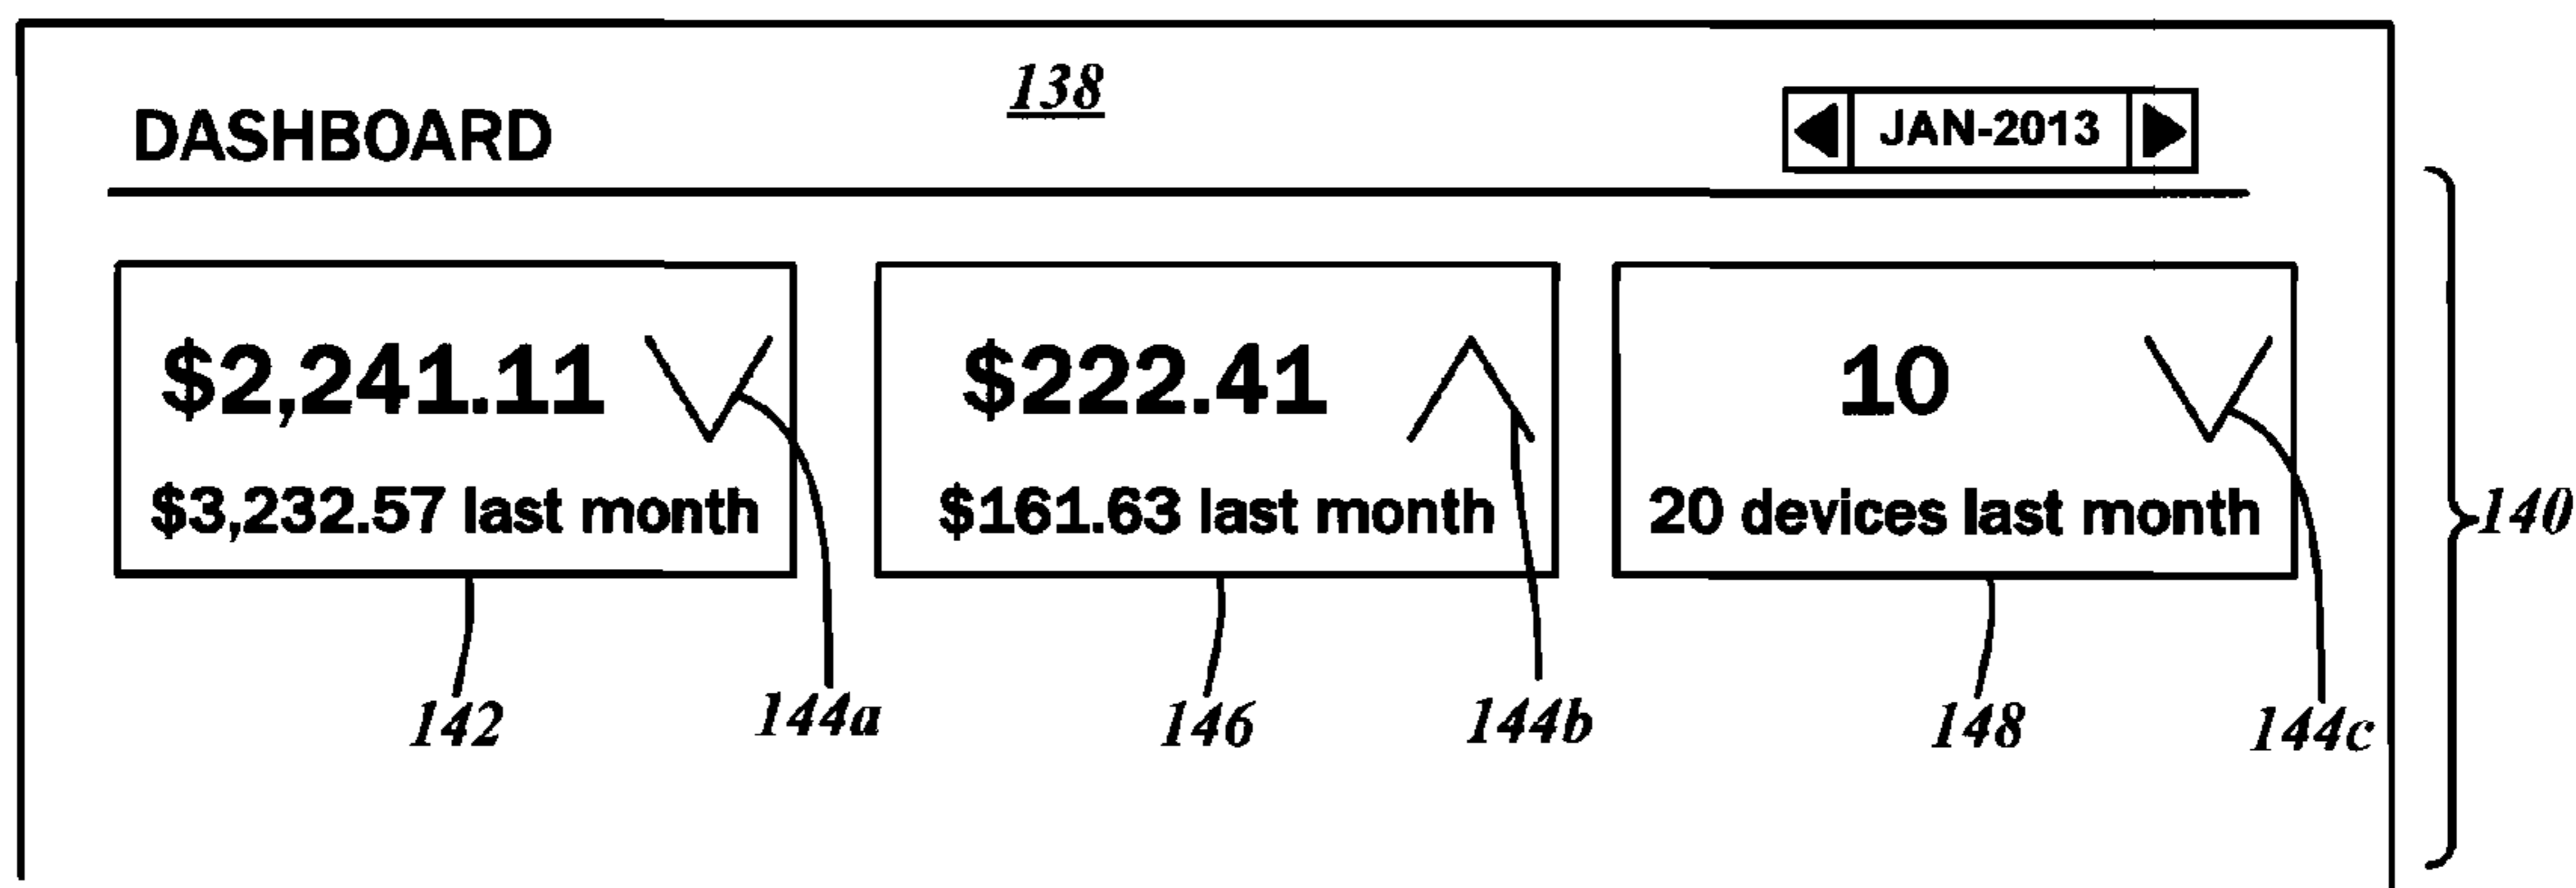 138
DASHBOARD
JAN-2013
$2,241.11
$222.41
10
$3,232.57 last month
$161.63 last month
20 devices last month
140
142
144a
146
144b
148
144c